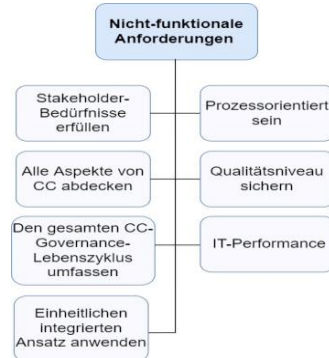 Nicht-funktionale
Anforderungen
Stakeholder-
Bedürfnisse
erfüllen
Prozessorientiert
sein
Alle Aspekte von
CC abdecken
Qualitätsniveau
sichern
Den gesamten CC-
Governance-
Lebenszyklus
umfassen
IT-Performance
Einheitlichen
integrierten
Ansatz anwenden